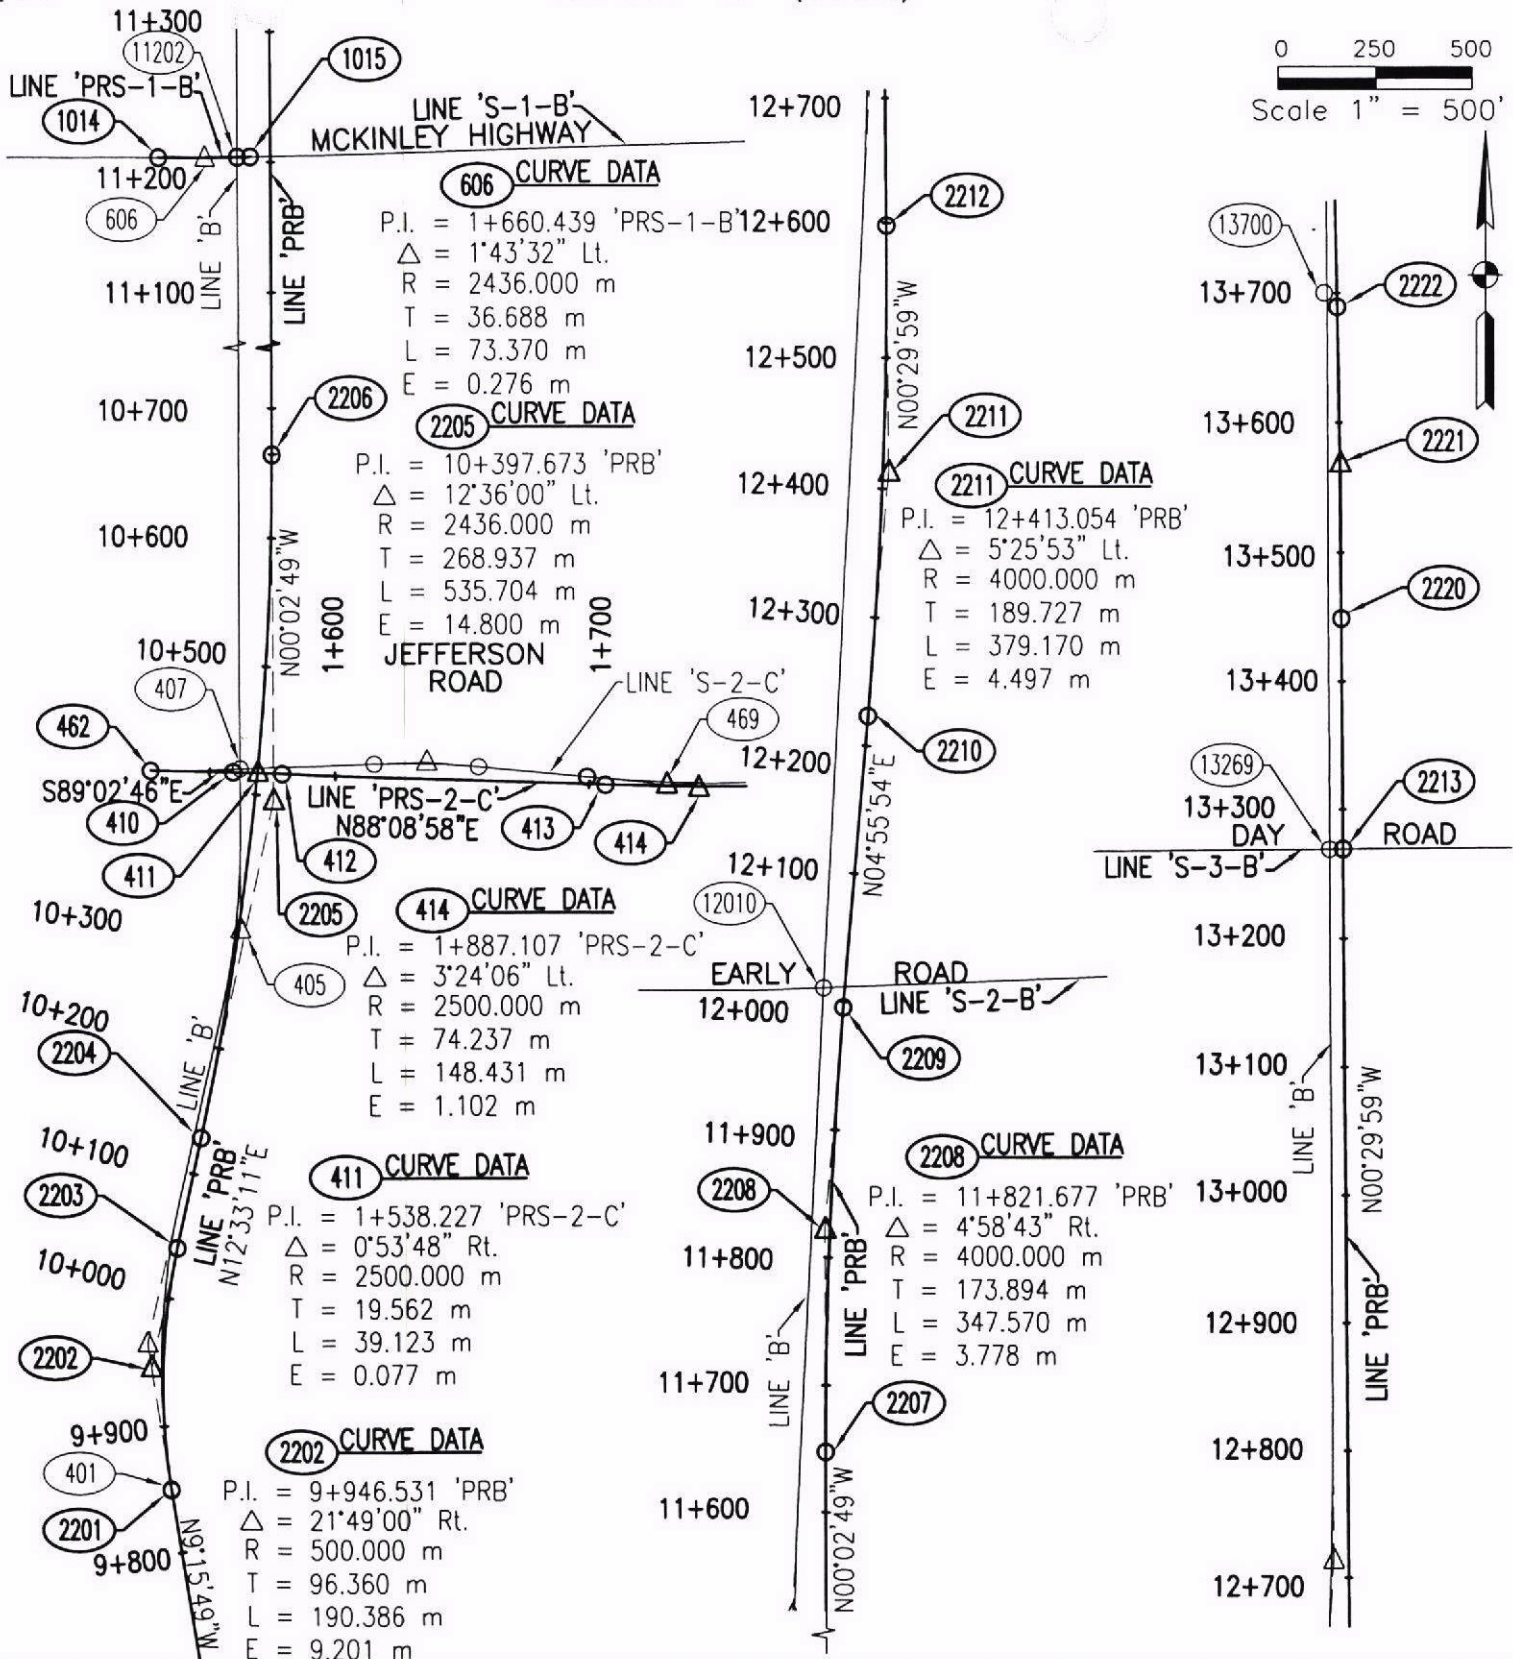 11+300
11202
1015
LINE 'PRS-1-B'
1014
LINE 'S-1-B'
MCKINLEY HIGHWAY
11+200
606
LINE 'B'
LINE 'PRB'
11+100
606 CURVE DATA
P.I. = 1+660.439 'PRS-1-B'
△ = 1°43'32" Lt.
R = 2436.000 m
T = 36.688 m
L = 73.370 m
E = 0.276 m
10+700
2206
2205 CURVE DATA
P.I. = 10+397.673 'PRB'
△ = 12°36'00" Lt.
R = 2436.000 m
T = 268.937 m
L = 535.704 m
E = 14.800 m
10+600
N00°02'49"W
1+600
1+700
JEFFERSON
ROAD
10+500
407
LINE 'S-2-C'
462
469
S89°02'46"E
LINE 'PRS-2-C'
N88°08'58"E
410
413
414
411
412
2205
10+300
405
414 CURVE DATA
P.I. = 1+887.107 'PRS-2-C'
△ = 3°24'06" Lt.
R = 2500.000 m
T = 74.237 m
L = 148.431 m
E = 1.102 m
10+200
2204
LINE 'B'
10+100
2203
LINE 'PRB'
N12°33'11"E
10+000
411 CURVE DATA
P.I. = 1+538.227 'PRS-2-C'
△ = 0°53'48" Rt.
R = 2500.000 m
T = 19.562 m
L = 39.123 m
E = 0.077 m
2202
9+900
401
2201
9+800
N9°15'49"W
2202 CURVE DATA
P.I. = 9+946.531 'PRB'
△ = 21°49'00" Rt.
R = 500.000 m
T = 96.360 m
L = 190.386 m
E = 9.201 m
12+700
2212
12+600
12+500
N00°29'59"W
2211
12+400
2211 CURVE DATA
P.I. = 12+413.054 'PRB'
△ = 5°25'53" Lt.
R = 4000.000 m
T = 189.727 m
L = 379.170 m
E = 4.497 m
12+300
12+200
2210
N04°55'54"E
12+100
12010
EARLY ROAD
LINE 'S-2-B'
12+000
2209
11+900
2208
2208 CURVE DATA
P.I. = 11+821.677 'PRB'
△ = 4°58'43" Rt.
R = 4000.000 m
T = 173.894 m
L = 347.570 m
E = 3.778 m
11+800
LINE 'PRB'
LINE 'B'
11+700
2207
11+600
N00°02'49"W
0 250 500
Scale 1" = 500'
13700
13+700
2222
13+600
2221
13+500
2220
13+400
13269
2213
13+300
DAY ROAD
LINE 'S-3-B'
13+200
13+100
LINE 'B'
N00°29'59"W
13+000
12+900
LINE 'PRB'
12+800
12+700